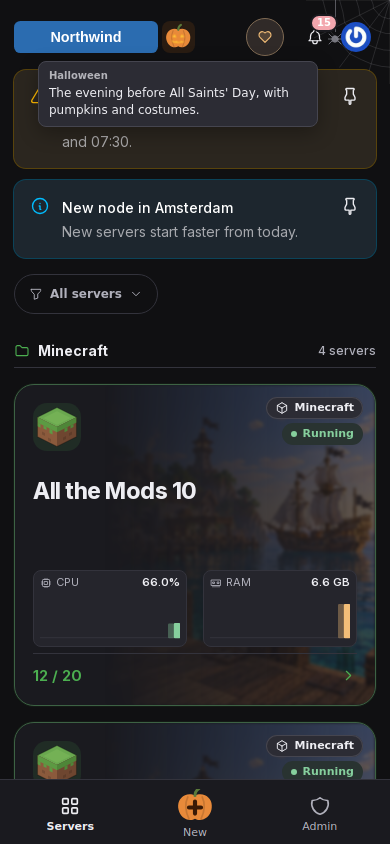 Northwind
15
Halloween
The evening before All Saints' Day, with
pumpkins and costumes.
and 07:30.
New node in Amsterdam
New servers start faster from today.
All servers
Minecraft
4 servers
Minecraft
Running
All the Mods 10
CPU
66.0%
RAM
6.6 GB
12 / 20
Minecraft
Running
Servers
New
Admin